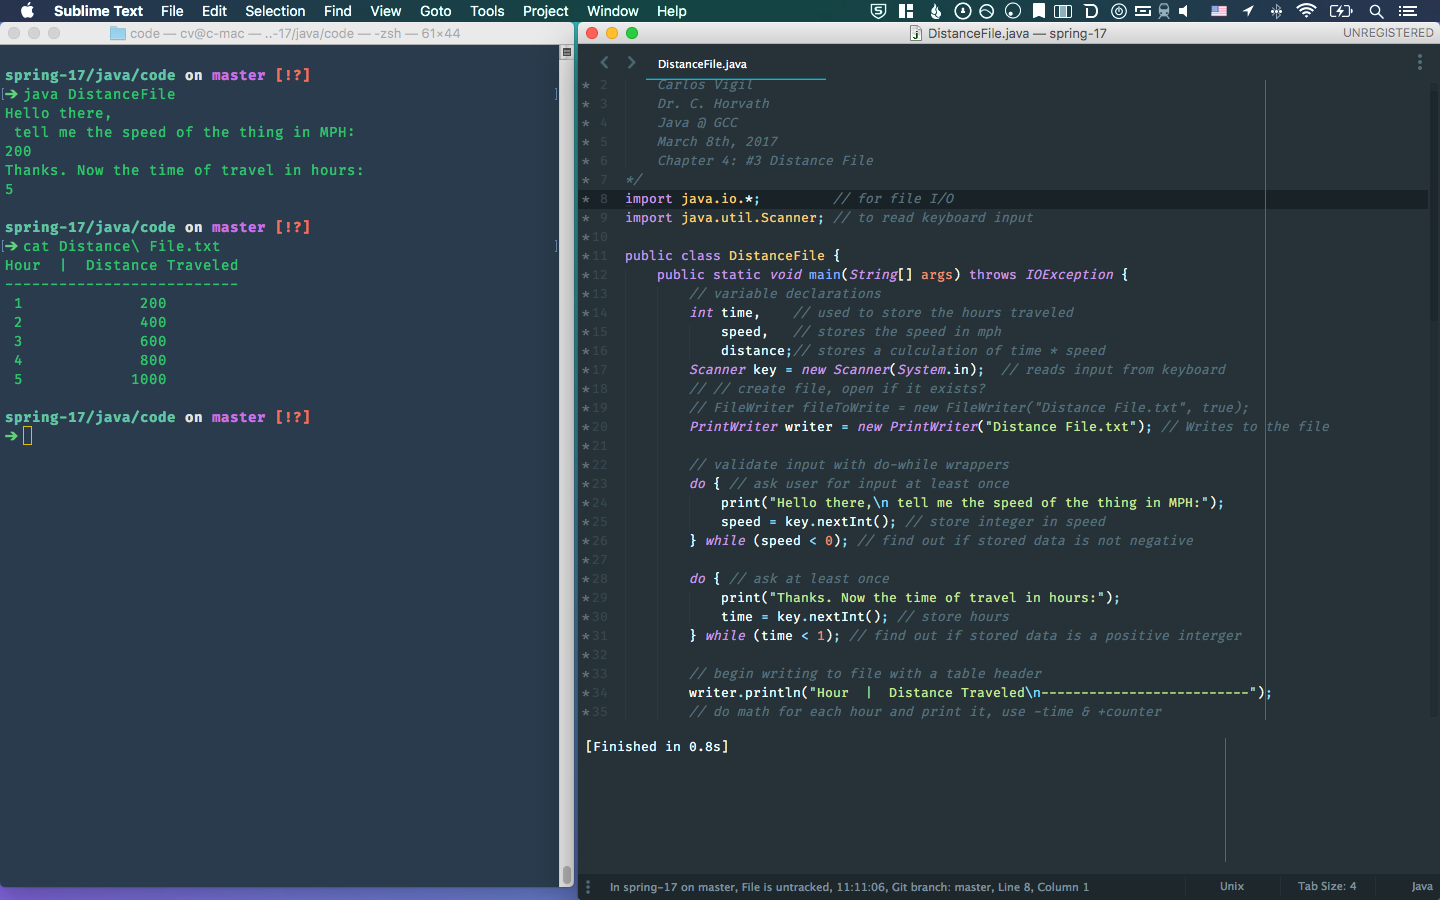 Sublime Text File Edit Selection Find View Goto Tools Project Window Help
code — cv@c-mac — ..-17/java/code — -zsh — 61×44
spring-17/java/code on master [!?]
[➔ java DistanceFile ]
Hello there,
 tell me the speed of the thing in MPH:
200
Thanks. Now the time of travel in hours:
5
spring-17/java/code on master [!?]
[➔ cat Distance\ File.txt ]
Hour  |  Distance Traveled
--------------------------
1 200
2 400
3 600
4 800
5 1000
spring-17/java/code on master [!?]
➔
DistanceFile.java — spring-17 UNREGISTERED
DistanceFile.java
* 2 Carlos Vigil
* 3 Dr. C. Horvath
* 4 Java @ GCC
* 5 March 8th, 2017
* 6 Chapter 4: #3 Distance File
* 7 */
* 8 import java.io.*;         // for file I/O
* 9 import java.util.Scanner; // to read keyboard input
*10
*11 public class DistanceFile {
*12     public static void main(String[] args) throws IOException {
*13         // variable declarations
*14         int time,    // used to store the hours traveled
*15             speed,   // stores the speed in mph
*16             distance;// stores a culculation of time * speed
*17         Scanner key = new Scanner(System.in);  // reads input from keyboard
*18         // // create file, open if it exists?
*19         // FileWriter fileToWrite = new FileWriter("Distance File.txt", true);
*20         PrintWriter writer = new PrintWriter("Distance File.txt"); // Writes to the file
*21
*22         // validate input with do-while wrappers
*23         do { // ask user for input at least once
*24             print("Hello there,\n tell me the speed of the thing in MPH:");
*25             speed = key.nextInt(); // store integer in speed
*26         } while (speed < 0); // find out if stored data is not negative
*27
*28         do { // ask at least once
*29             print("Thanks. Now the time of travel in hours:");
*30             time = key.nextInt(); // store hours
*31         } while (time < 1); // find out if stored data is a positive interger
*32
*33         // begin writing to file with a table header
*34         writer.println("Hour  |  Distance Traveled\n--------------------------");
*35         // do math for each hour and print it, use -time & +counter
[Finished in 0.8s]
In spring-17 on master, File is untracked, 11:11:06, Git branch: master, Line 8, Column 1 Unix Tab Size: 4 Java